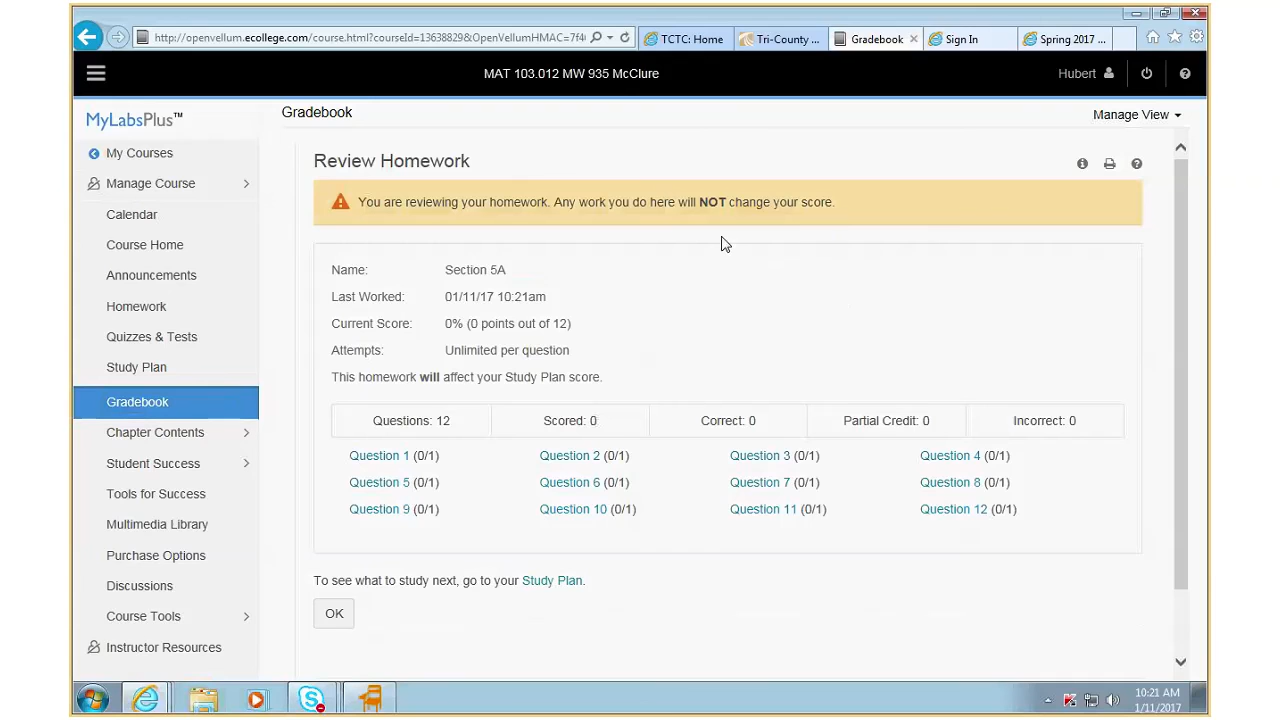 http://openvellum.ecollege.com/course.html?courseId=13638829&OpenVellumHMAC=7f4
TCTC: Home
Tri-County ...
Gradebook
Sign In
Spring 2017 ...
MAT 103.012 MW 935 McClure
Hubert
MyLabsPlus™
Gradebook
Manage View
My Courses
Manage Course
Calendar
Course Home
Announcements
Homework
Quizzes & Tests
Study Plan
Gradebook
Chapter Contents
Student Success
Tools for Success
Multimedia Library
Purchase Options
Discussions
Course Tools
Instructor Resources
Review Homework
You are reviewing your homework. Any work you do here will NOT change your score.
Name: Section 5A
Last Worked: 01/11/17 10:21am
Current Score: 0% (0 points out of 12)
Attempts: Unlimited per question
This homework will affect your Study Plan score.
Questions: 12 Scored: 0 Correct: 0 Partial Credit: 0 Incorrect: 0
Question 1 (0/1) Question 2 (0/1) Question 3 (0/1) Question 4 (0/1)
Question 5 (0/1) Question 6 (0/1) Question 7 (0/1) Question 8 (0/1)
Question 9 (0/1) Question 10 (0/1) Question 11 (0/1) Question 12 (0/1)
To see what to study next, go to your Study Plan.
OK
10:21 AM
1/11/2017